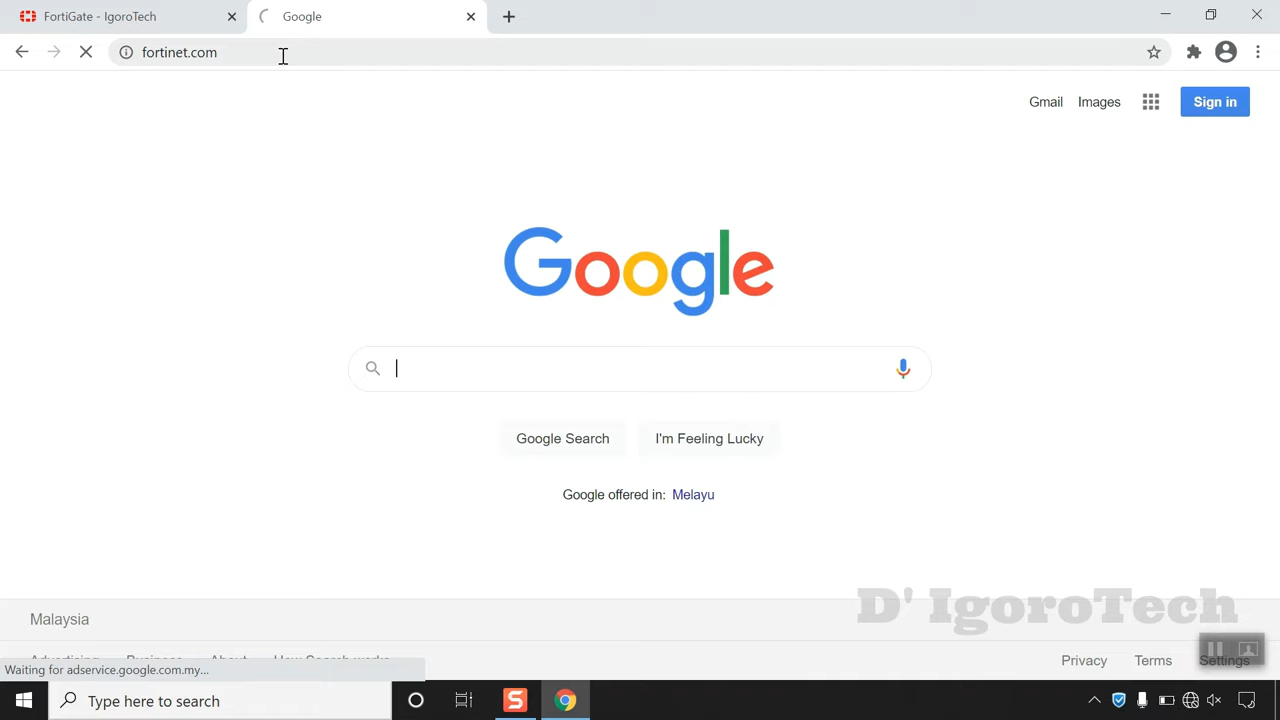 FortiGate - IgoroTech
Google
fortinet.com
Gmail Images Sign in
Google
Google Search I'm Feeling Lucky
Google offered in: Melayu
D' IgoroTech
Malaysia
Advertising Business About How Search works
Privacy Terms Settings
Waiting for adservice.google.com.my...
Type here to search
S